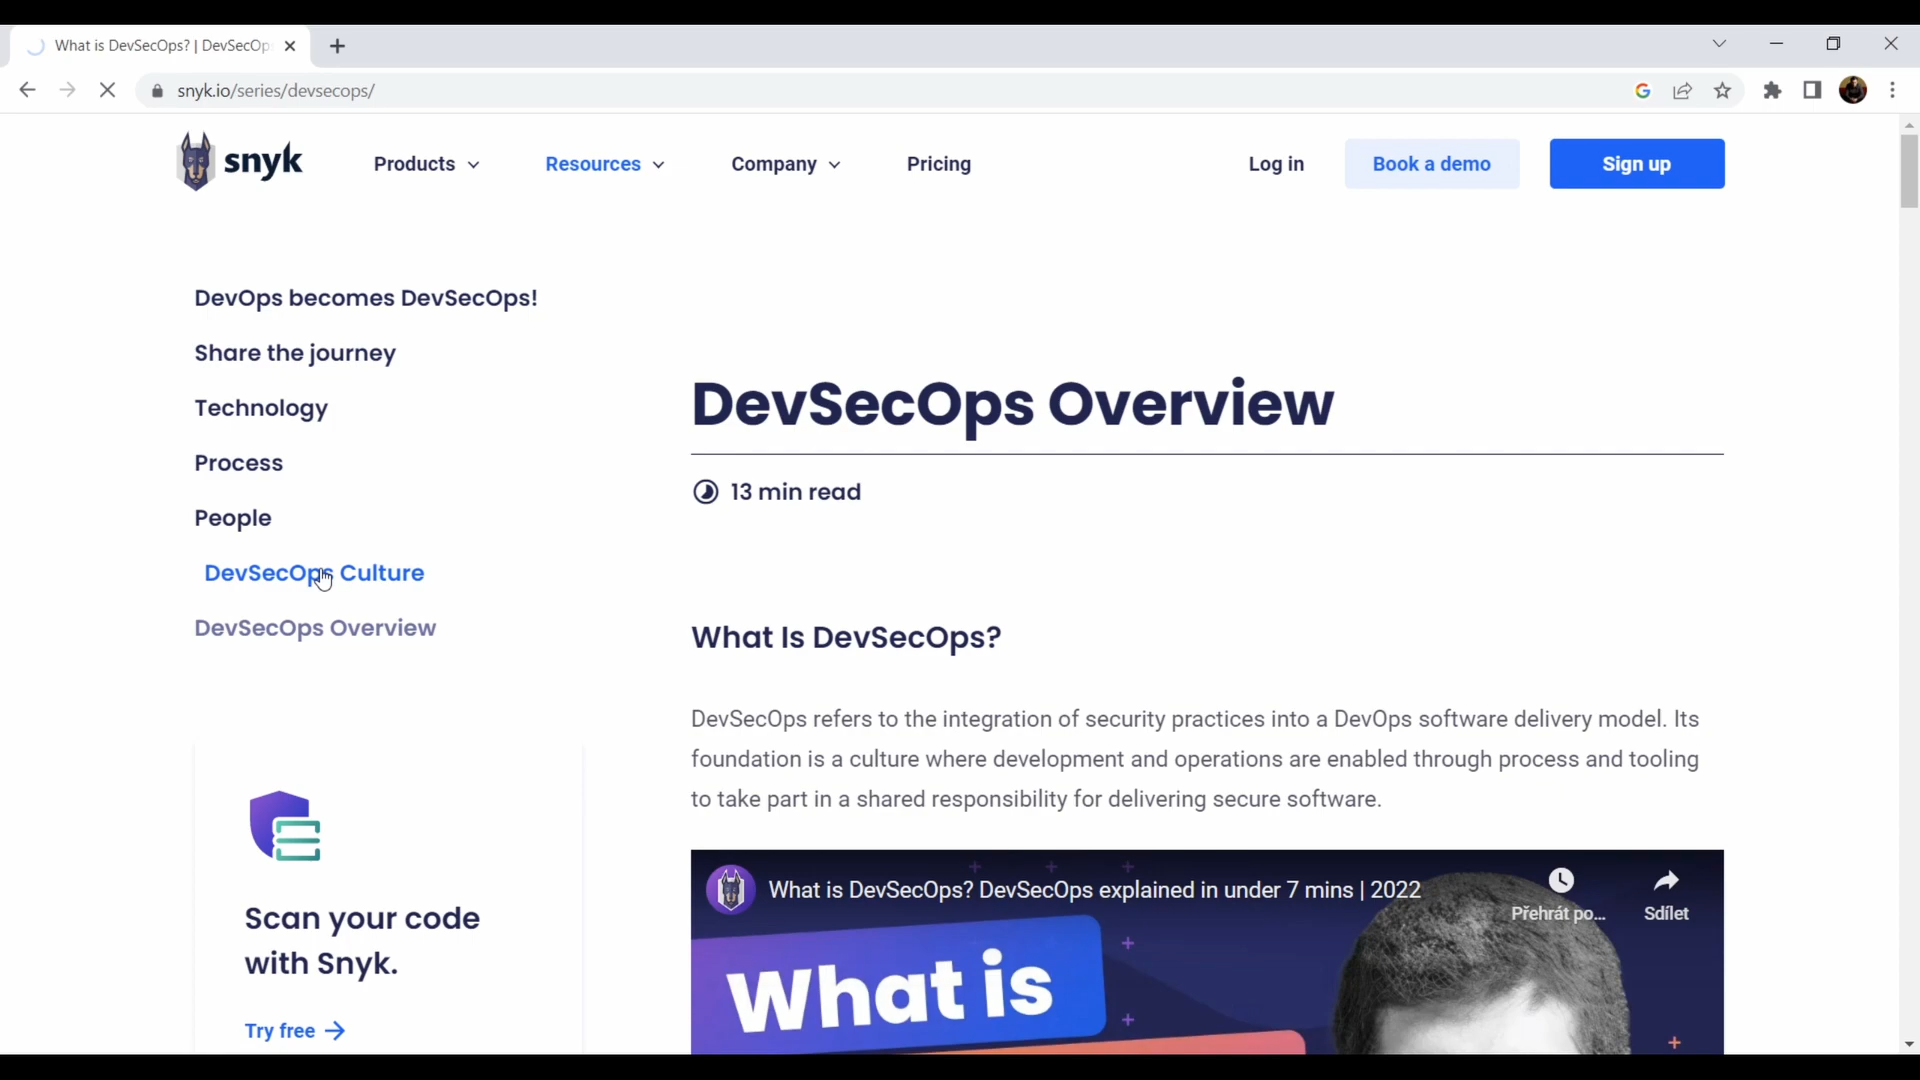 What is DevSecOps? | DevSecOp
snyk.io/series/devsecops/
snyk
Products
Resources
Company
Pricing
Log in
Book a demo
Sign up
DevOps becomes DevSecOps!
Share the journey
Technology
Process
People
DevSecOps Culture
DevSecOps Overview
Scan your code
with Snyk.
Try free
DevSecOps Overview
13 min read
What Is DevSecOps?
DevSecOps refers to the integration of security practices into a DevOps software delivery model. Its
foundation is a culture where development and operations are enabled through process and tooling
to take part in a shared responsibility for delivering secure software.
What is DevSecOps? DevSecOps explained in under 7 mins | 2022
Přehrát po...
Sdílet
What is